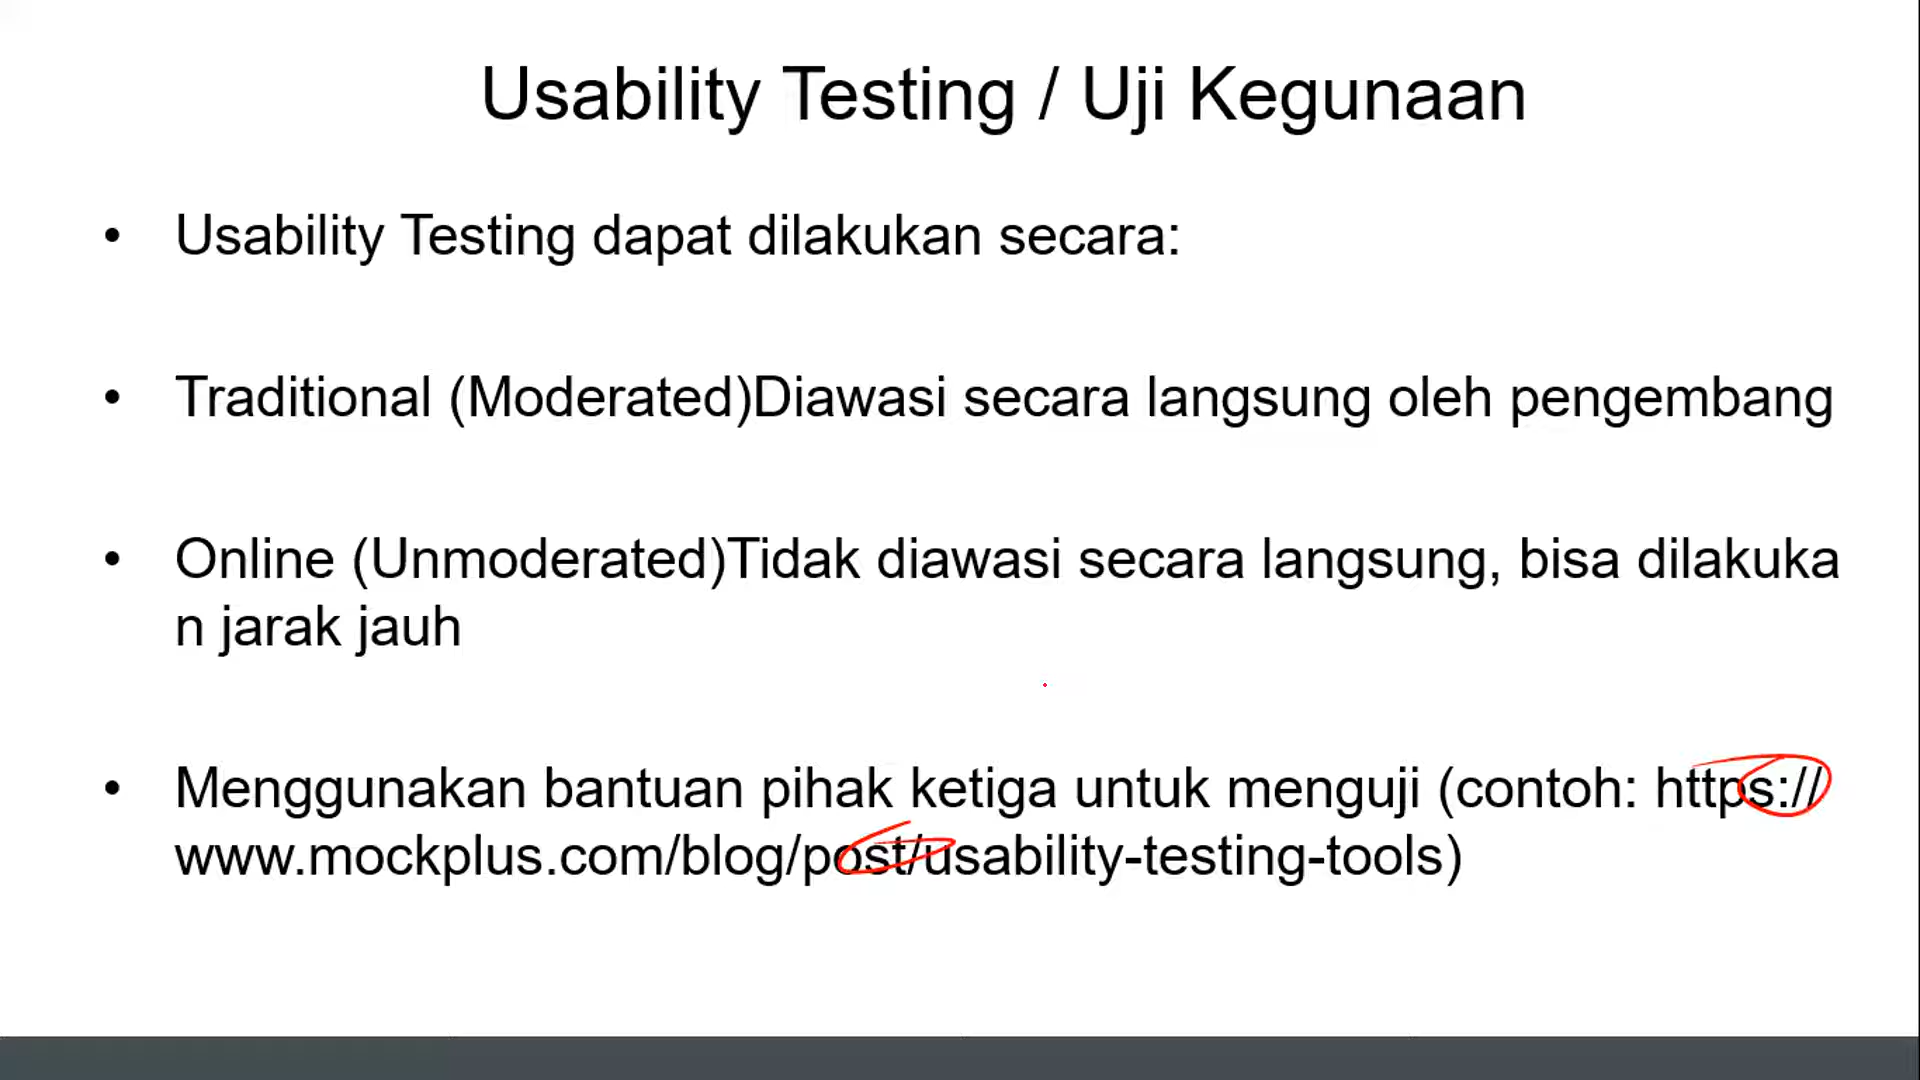 Usability Testing / Uji Kegunaan
• Usability Testing dapat dilakukan secara:
• Traditional (Moderated)Diawasi secara langsung oleh pengembang
• Online (Unmoderated)Tidak diawasi secara langsung, bisa dilakuka
n jarak jauh
• Menggunakan bantuan pihak ketiga untuk menguji (contoh: https://
www.mockplus.com/blog/post/usability-testing-tools)